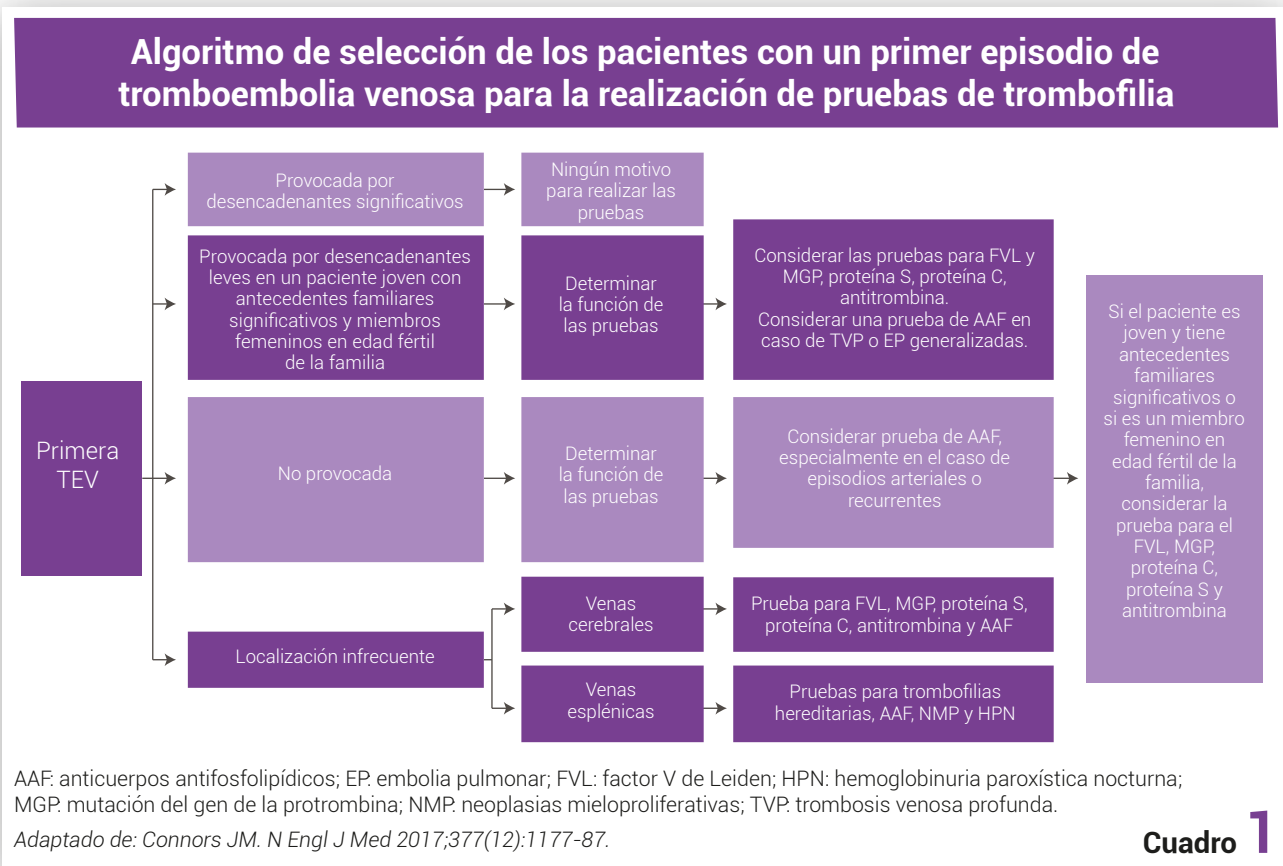 Algoritmo de selección de los pacientes con un primer episodio de
tromboembolia venosa para la realización de pruebas de trombofilia
Primera
TEV
Provocada por
desencadenantes significativos
Ningún motivo
para realizar las
pruebas
Provocada por desencadenantes
leves en un paciente joven con
antecedentes familiares
significativos y miembros
femeninos en edad fértil
de la familia
Determinar
la función de
las pruebas
Considerar las pruebas para FVL y
MGP, proteína S, proteína C,
antitrombina.
Considerar una prueba de AAF en
caso de TVP o EP generalizadas.
No provocada
Determinar
la función de
las pruebas
Considerar prueba de AAF,
especialmente en el caso de
episodios arteriales o
recurrentes
Si el paciente es
joven y tiene
antecedentes
familiares
significativos o
si es un miembro
femenino en
edad fértil de la
familia,
considerar la
prueba para el
FVL, MGP,
proteína C,
proteína S y
antitrombina
Localización infrecuente
Venas
cerebrales
Prueba para FVL, MGP, proteína S,
proteína C, antitrombina y AAF
Venas
esplénicas
Pruebas para trombofilias
hereditarias, AAF, NMP y HPN
AAF: anticuerpos antifosfolipídicos; EP: embolia pulmonar; FVL: factor V de Leiden; HPN: hemoglobinuria paroxística nocturna;
MGP: mutación del gen de la protrombina; NMP: neoplasias mieloproliferativas; TVP: trombosis venosa profunda.
Adaptado de: Connors JM. N Engl J Med 2017;377(12):1177-87.
Cuadro 1